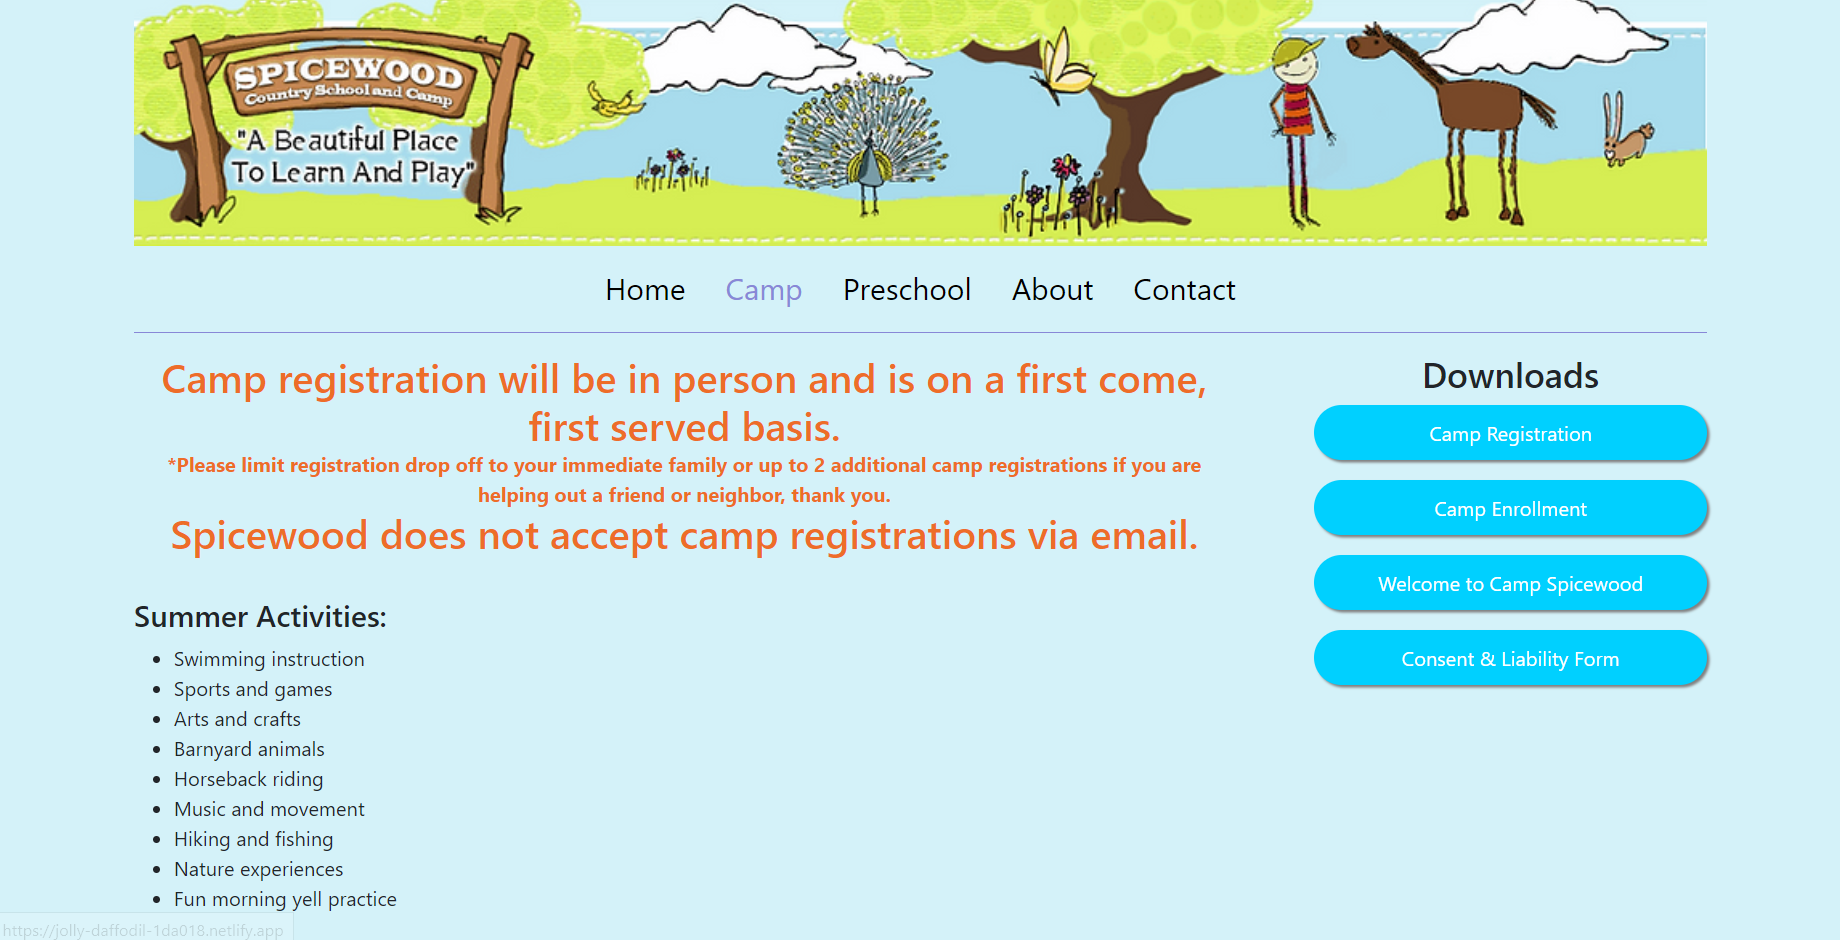 SPICEWOOD
Country School and Camp
"A Beautiful Place
To Learn And Play"
Home Camp Preschool About Contact
Camp registration will be in person and is on a first come,
first served basis.
*Please limit registration drop off to your immediate family or up to 2 additional camp registrations if you are
helping out a friend or neighbor, thank you.
Spicewood does not accept camp registrations via email.
Summer Activities:
Swimming instruction
Sports and games
Arts and crafts
Barnyard animals
Horseback riding
Music and movement
Hiking and fishing
Nature experiences
Fun morning yell practice
Downloads
Camp Registration
Camp Enrollment
Welcome to Camp Spicewood
Consent & Liability Form
https://jolly-daffodil-1da018.netlify.app